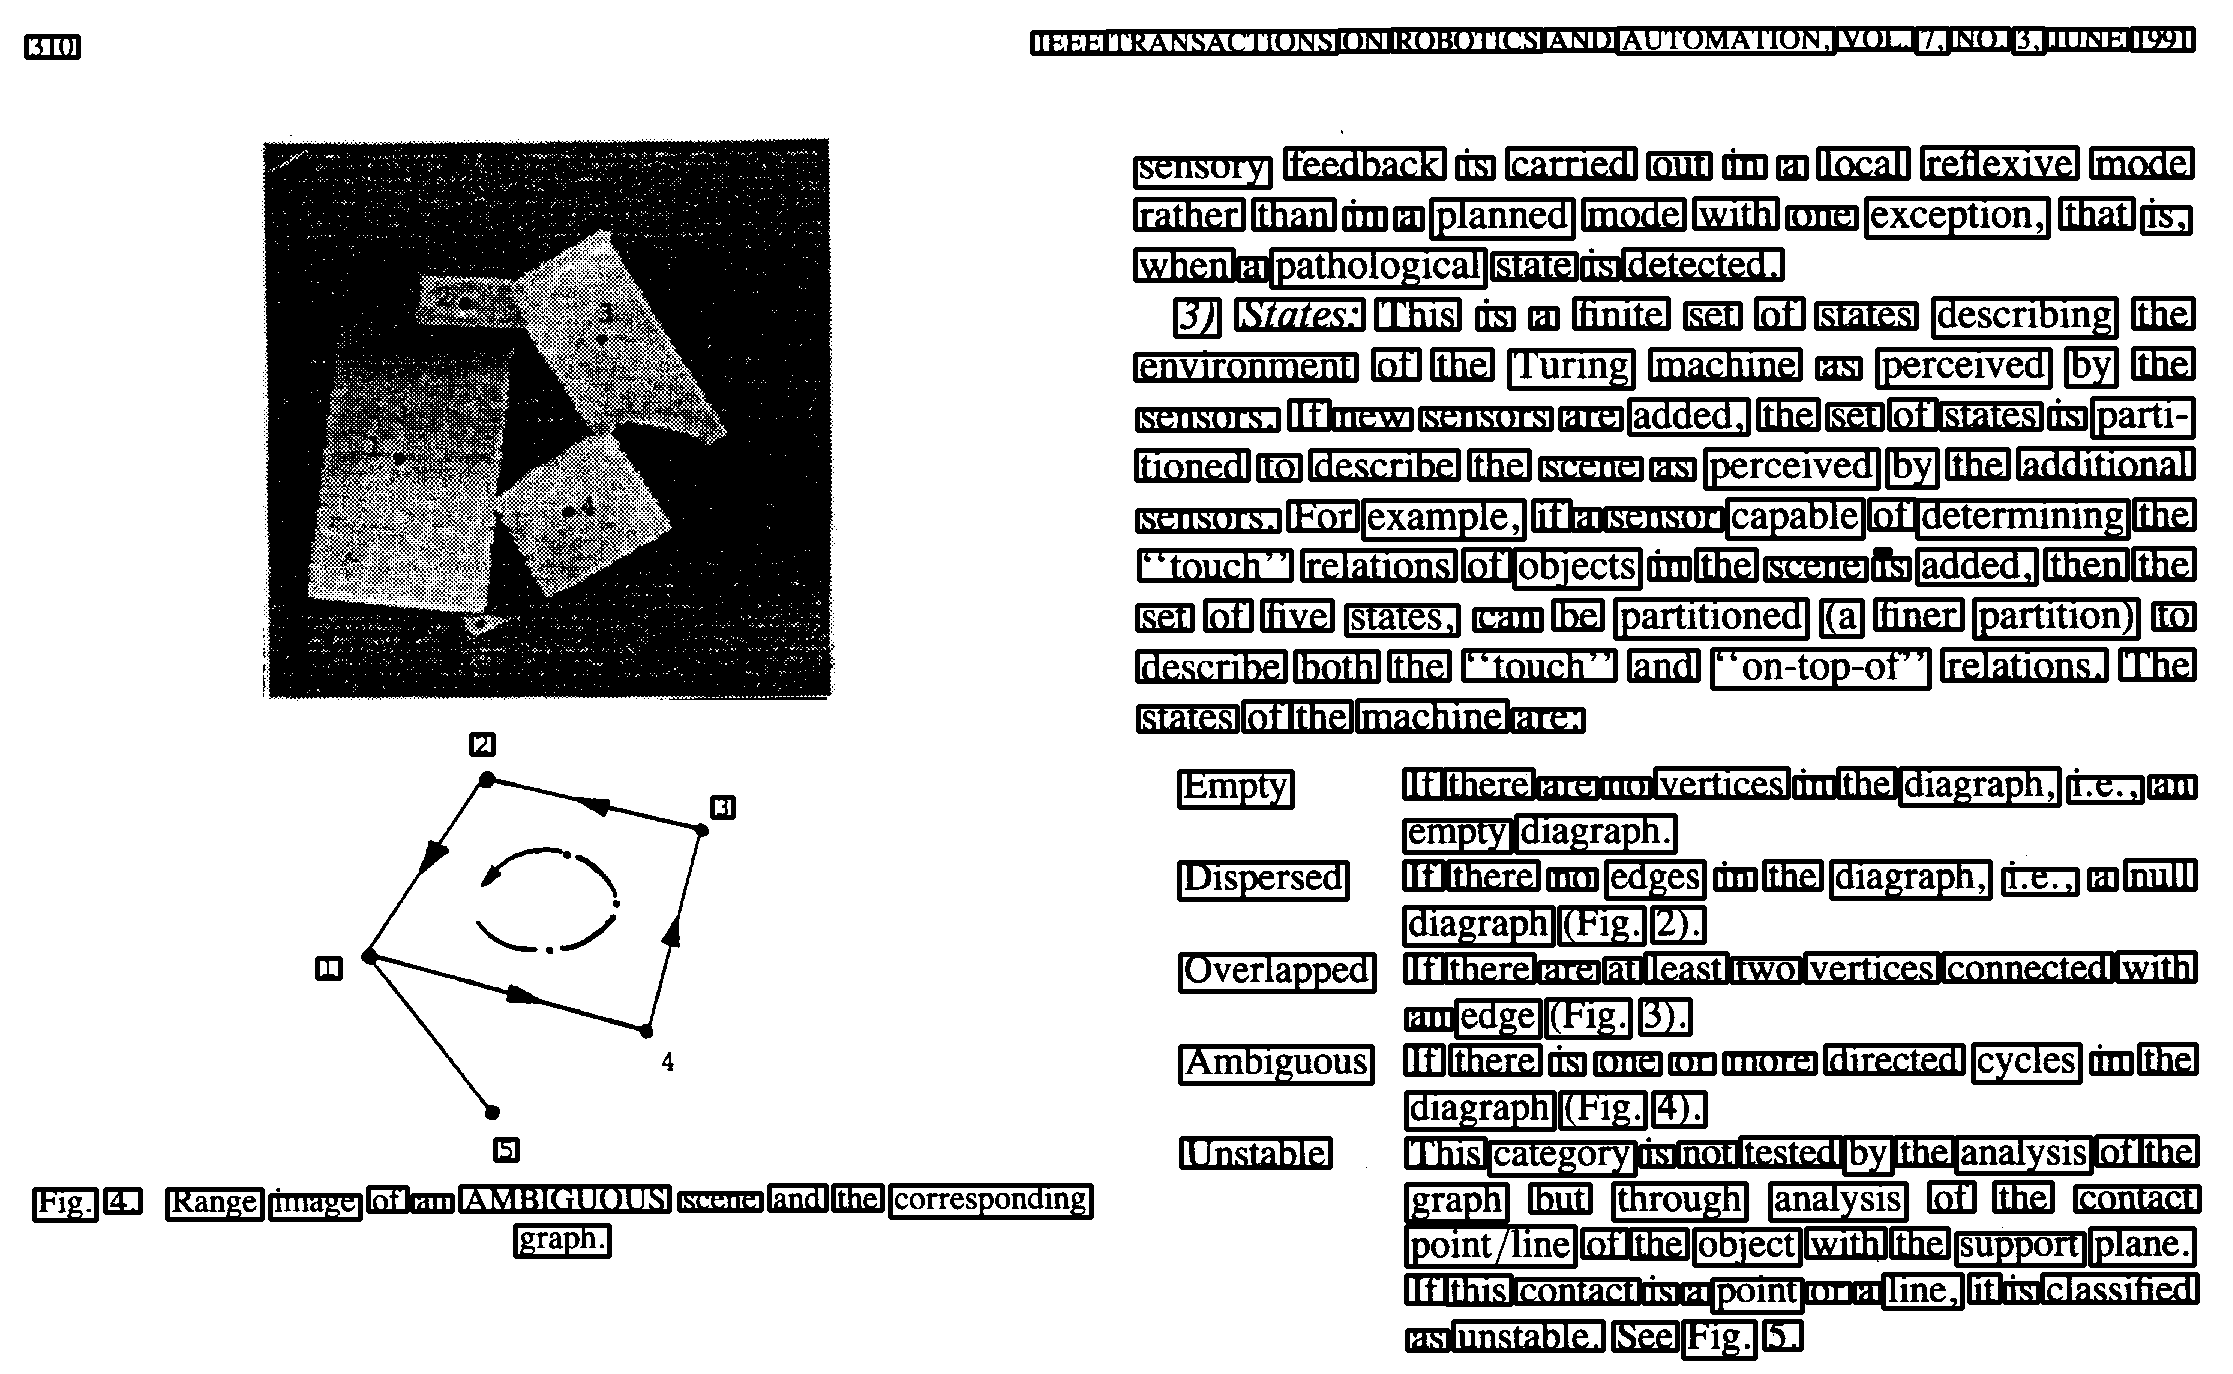 310
IEEE TRANSACTIONS ON ROBOTICS AND AUTOMATION, VOL. 7, NO. 3, JUNE 1991
2
3
1
4
2
3
1
4
5
Fig. 4. Range image of an AMBIGUOUS scene and the corresponding
graph.
sensory feedback is carried out in a local reflexive mode
rather than in a planned mode with one exception, that is,
when a pathological state is detected.
3) States: This is a finite set of states describing the
environment of the Turing machine as perceived by the
sensors. If new sensors are added, the set of states is parti-
tioned to describe the scene as perceived by the additional
sensors. For example, if a sensor capable of determining the
‘‘touch’’ relations of objects in the scene is added, then the
set of five states, can be partitioned (a finer partition) to
describe both the ‘‘touch’’ and ‘‘on-top-of’’ relations. The
states of the machine are:
Empty If there are no vertices in the diagraph, i.e., an
empty diagraph.
Dispersed If there no edges in the diagraph, i.e., a null
diagraph (Fig. 2).
Overlapped If there are at least two vertices connected with
an edge (Fig. 3).
Ambiguous If there is one or more directed cycles in the
diagraph (Fig. 4).
Unstable This category is not tested by the analysis of the
graph but through analysis of the contact
point/line of the object with the support plane.
If this contact is a point or a line, it is classified
as unstable. See Fig. 5.